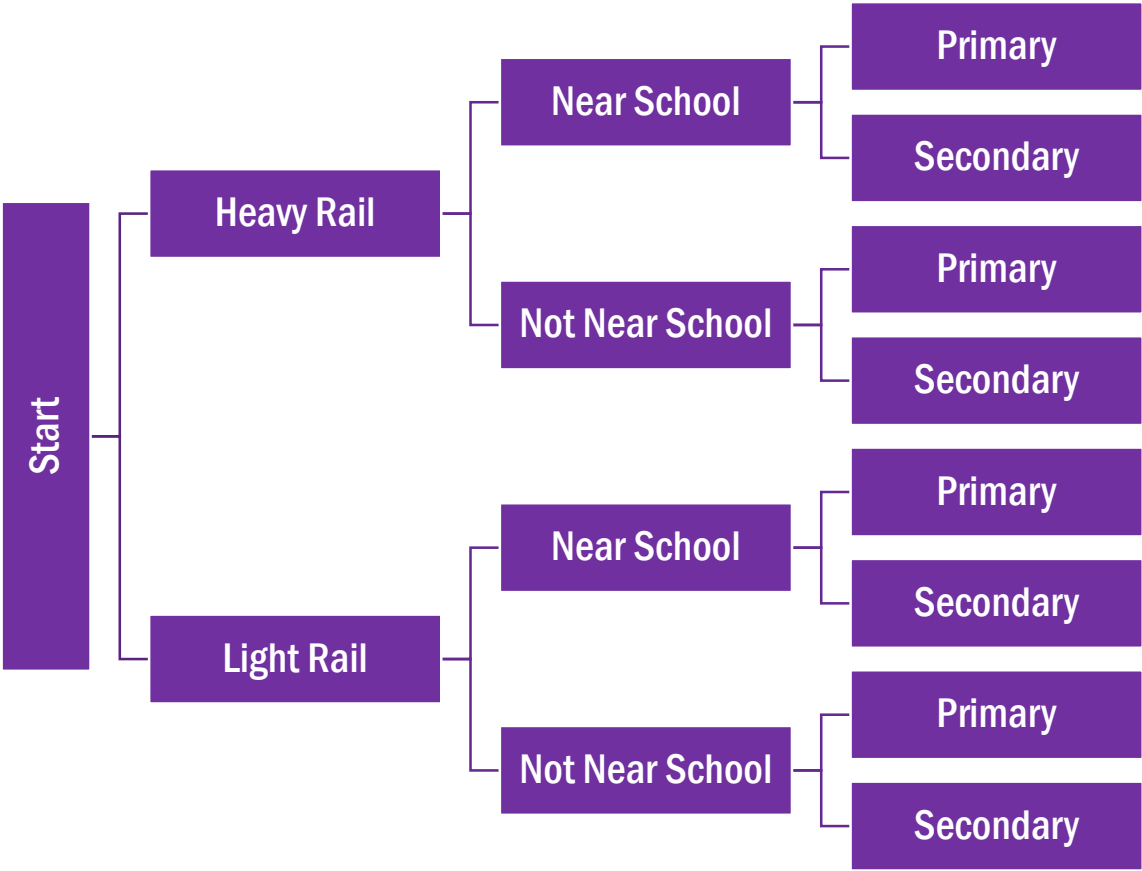 Start
Heavy Rail
Near School
Primary
Secondary
Not Near School
Primary
Secondary
Light Rail
Near School
Primary
Secondary
Not Near School
Primary
Secondary